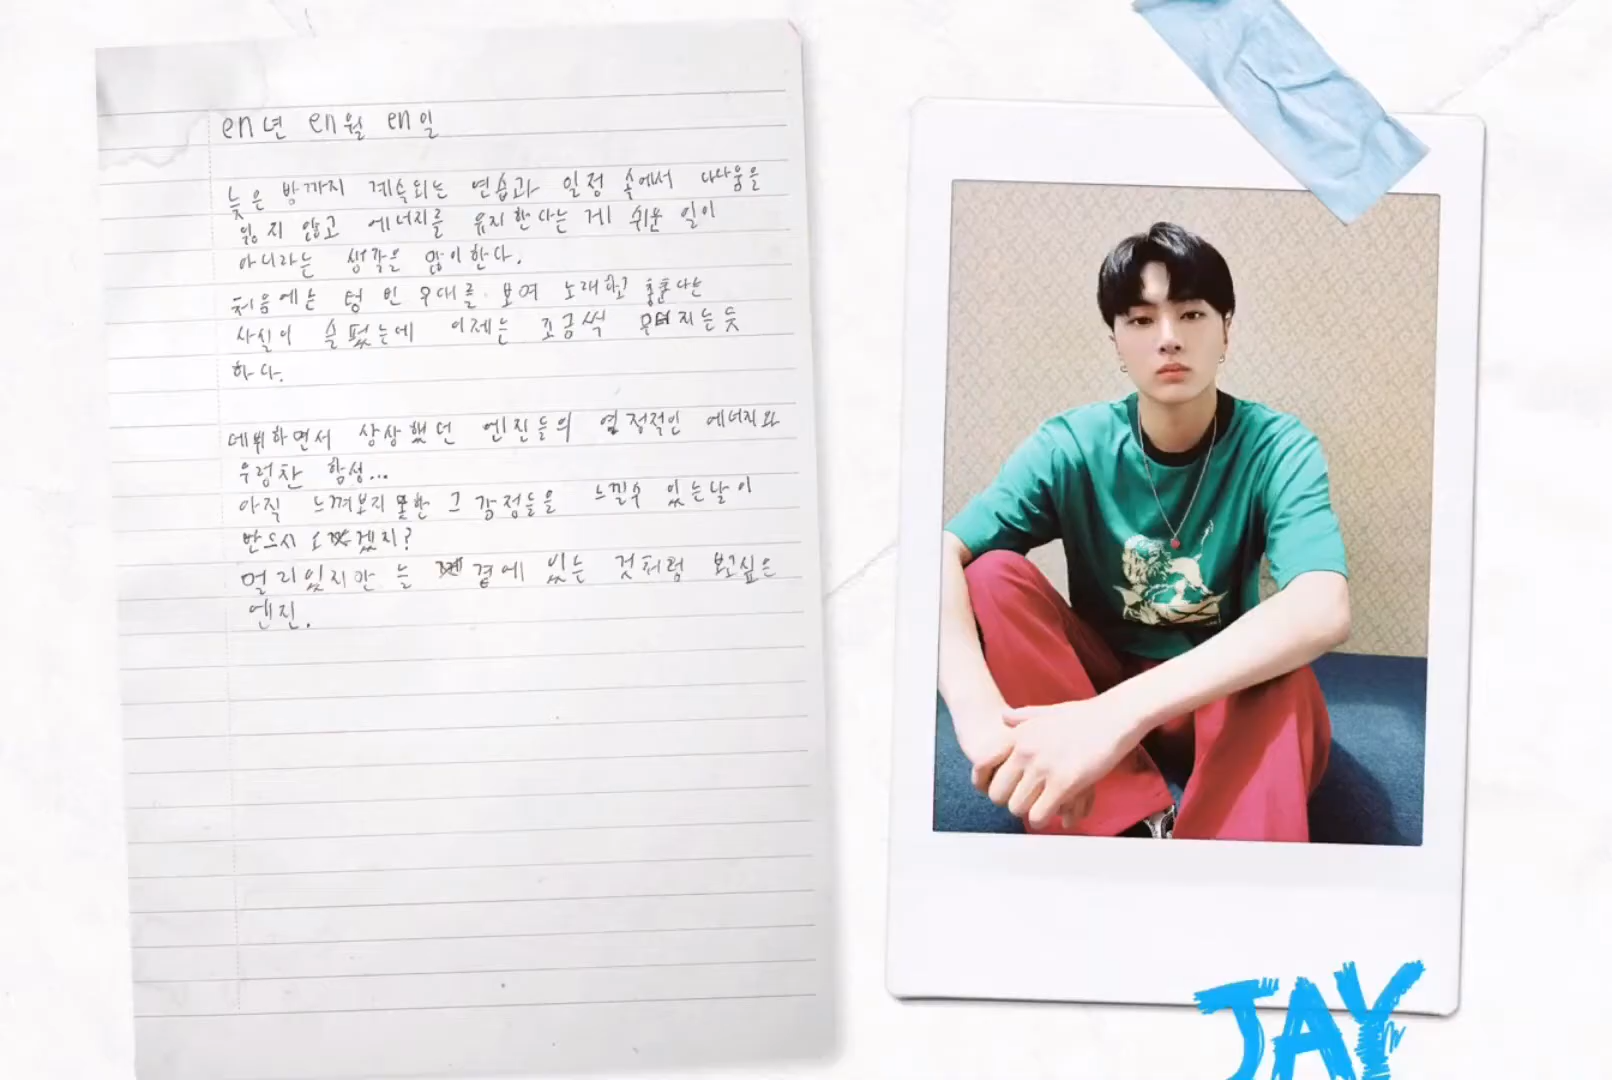 en년 en월 en일
늦은 밤까지 계속되는 연습과 일정 속에서 나다움을
잃지 않고 에너지를 유지한다는 게 쉬운 일이
아니라는 생각을 많이한다.
처음에는 텅 빈 무대를 보며 노래하고 춤춘다는
사실이 슬펐는데 이제는 조금씩 무뎌지는듯
하다.
데뷔하면서 상상했던 엔진들의 열정적인 에너지와
우렁찬 함성...
아직 느껴보지못한 그 감정들을 느낄수 있는날이
반드시 오겠지?
멀리있지만 늘 곁에 있는 것처럼 보고싶은
엔진.
JAY